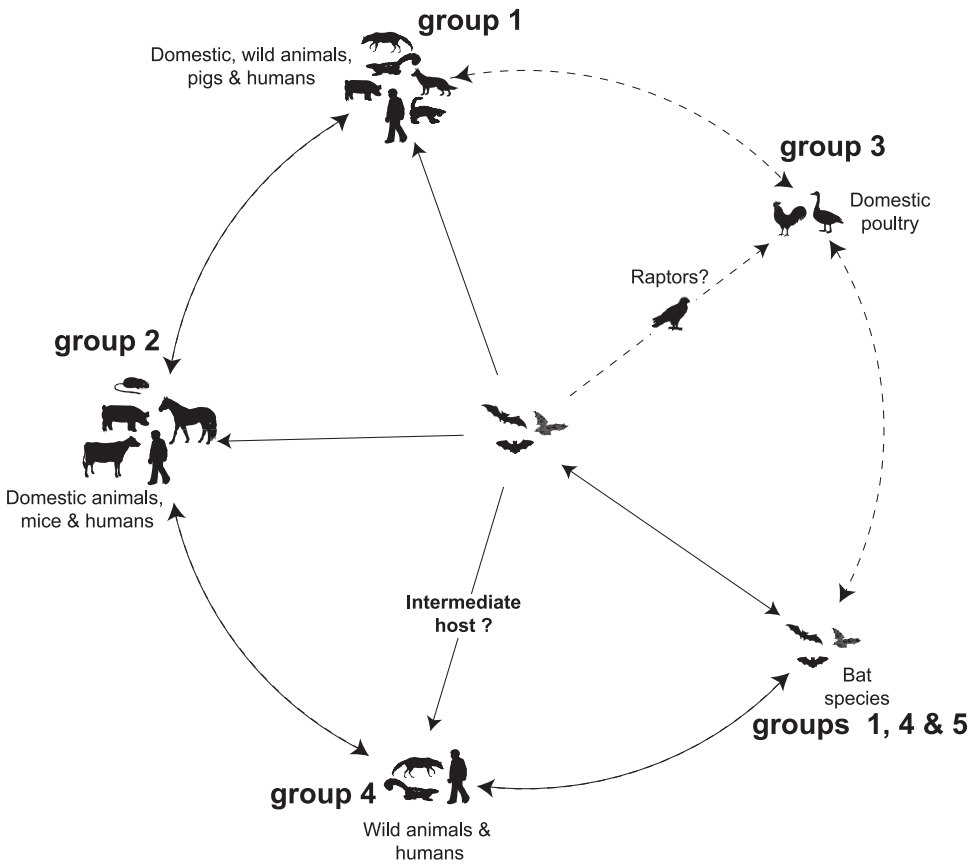 group 1
Domestic, wild animals,
pigs & humans
group 3
Domestic
poultry
Raptors?
group 2
Domestic animals,
mice & humans
Intermediate
host ?
Bat
species
groups 1, 4 & 5
group 4
Wild animals &
humans